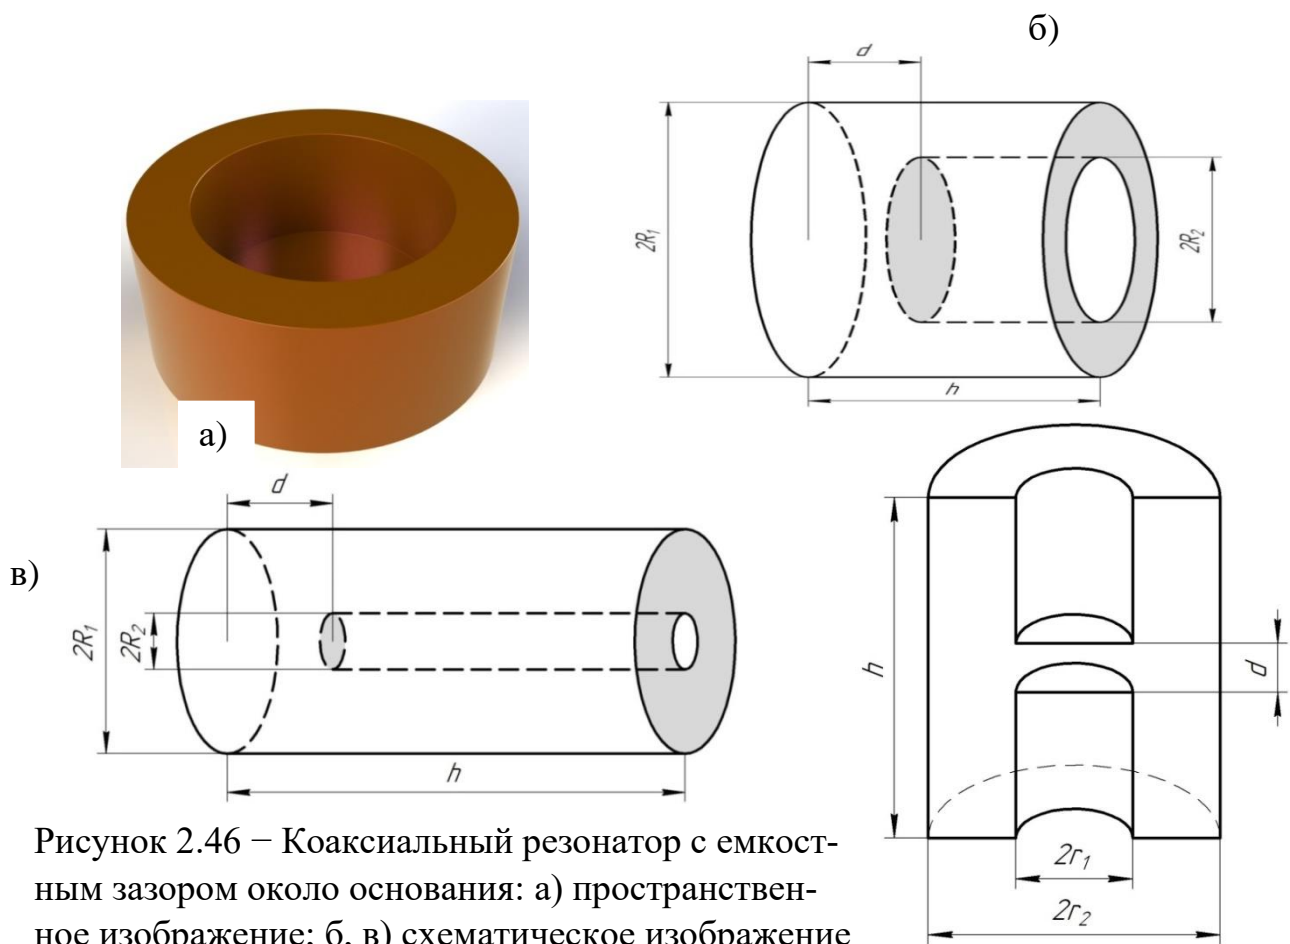 б)
d
2R₁
2R₂
h
а)
d
в)
2R₁
2R₂
h
h
d
2r₁
2r₂
Рисунок 2.46 − Коаксиальный резонатор с емкост-
ным зазором около основания: а) пространствен-
ное изображение; б, в) схематическое изображение